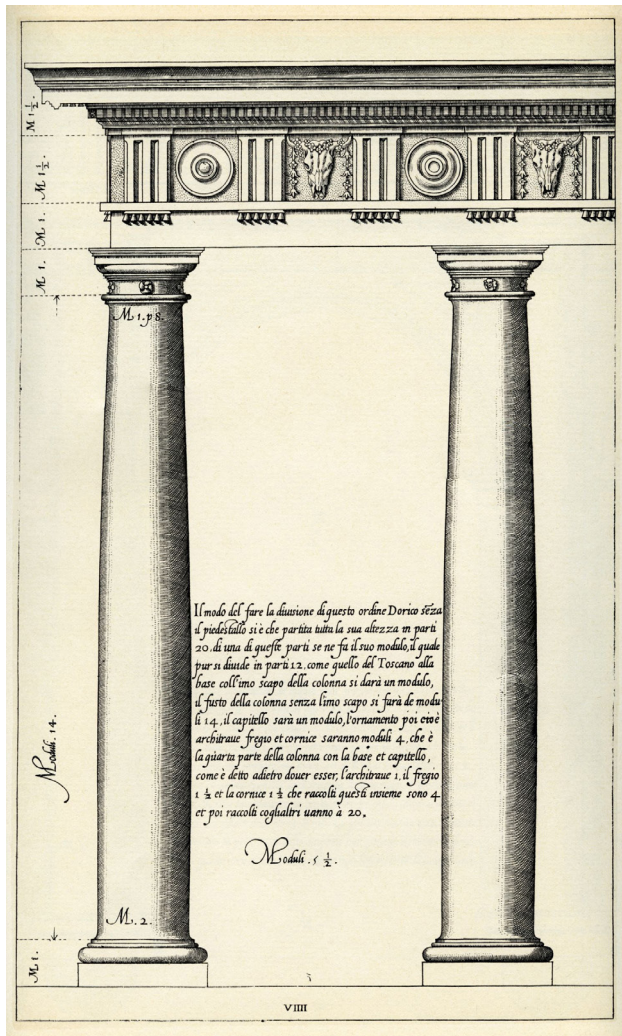 M 1 ½.
M 1 ½.
M 1.
M 1.
M 1. p 8.
Il modo del fare la diuisione di questo ordine Dorico sēza
il piedestallo si è che partita tutta la sua altezza in parti
20. di una di queste parti se ne fa il suo modulo, il quale
pur si diuide in parti 12. come quello del Toscano alla
base coll'imo scapo della colonna si darà un modulo,
il fusto della colonna senza l'imo scapo si farà de modu
li 14, il capitello sarà un modulo, l'ornamento poi cioè
architraue fregio et cornice saranno moduli 4, che è
la quarta parte della colonna con la base et capitello,
come è detto adietro douer esser, l'architraue 1, il fregio
1 ½ et la cornice 1 ½ che raccolti questi insieme sono 4
et poi raccolti cogl'altri uanno à 20.
Moduli 14.
Moduli . 5 ½.
M. 2.
M 1.
VIIII